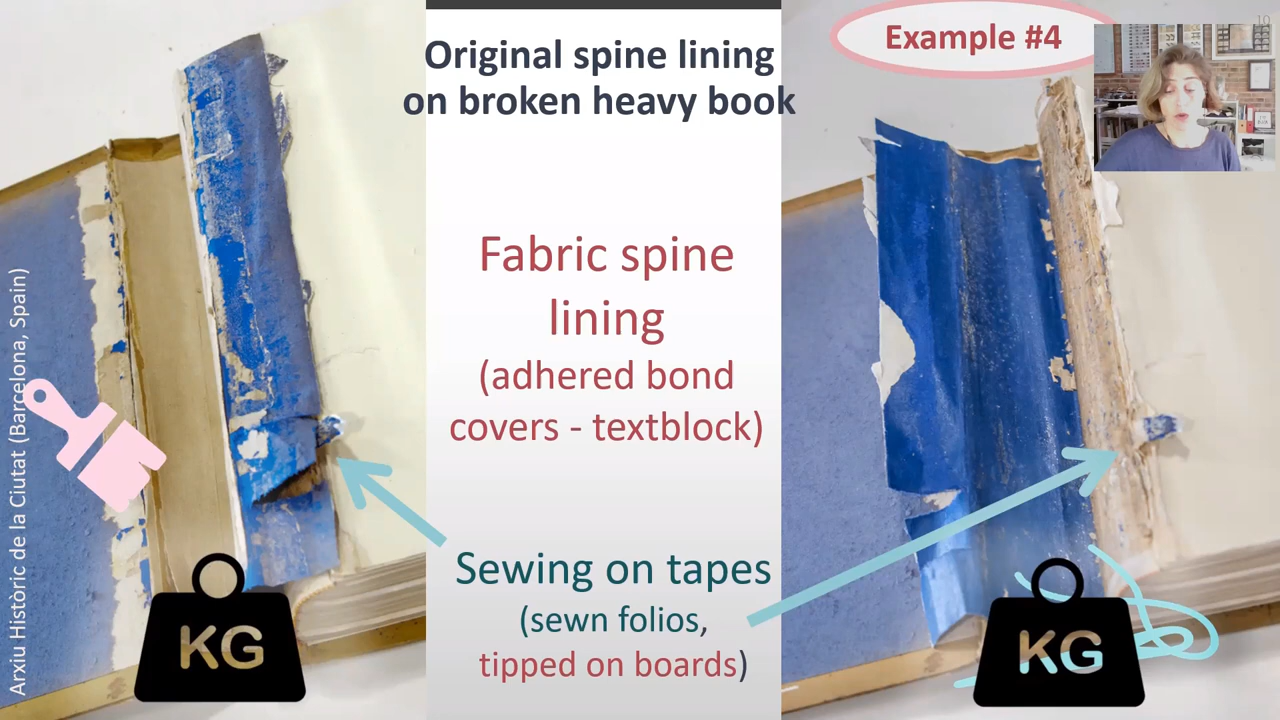 Original spine lining
on broken heavy book
Example #4
10
Fabric spine
lining
(adhered bond
covers - textblock)
Sewing on tapes
(sewn folios,
tipped on boards)
KG
KG
Arxiu Històric de la Ciutat (Barcelona, Spain)